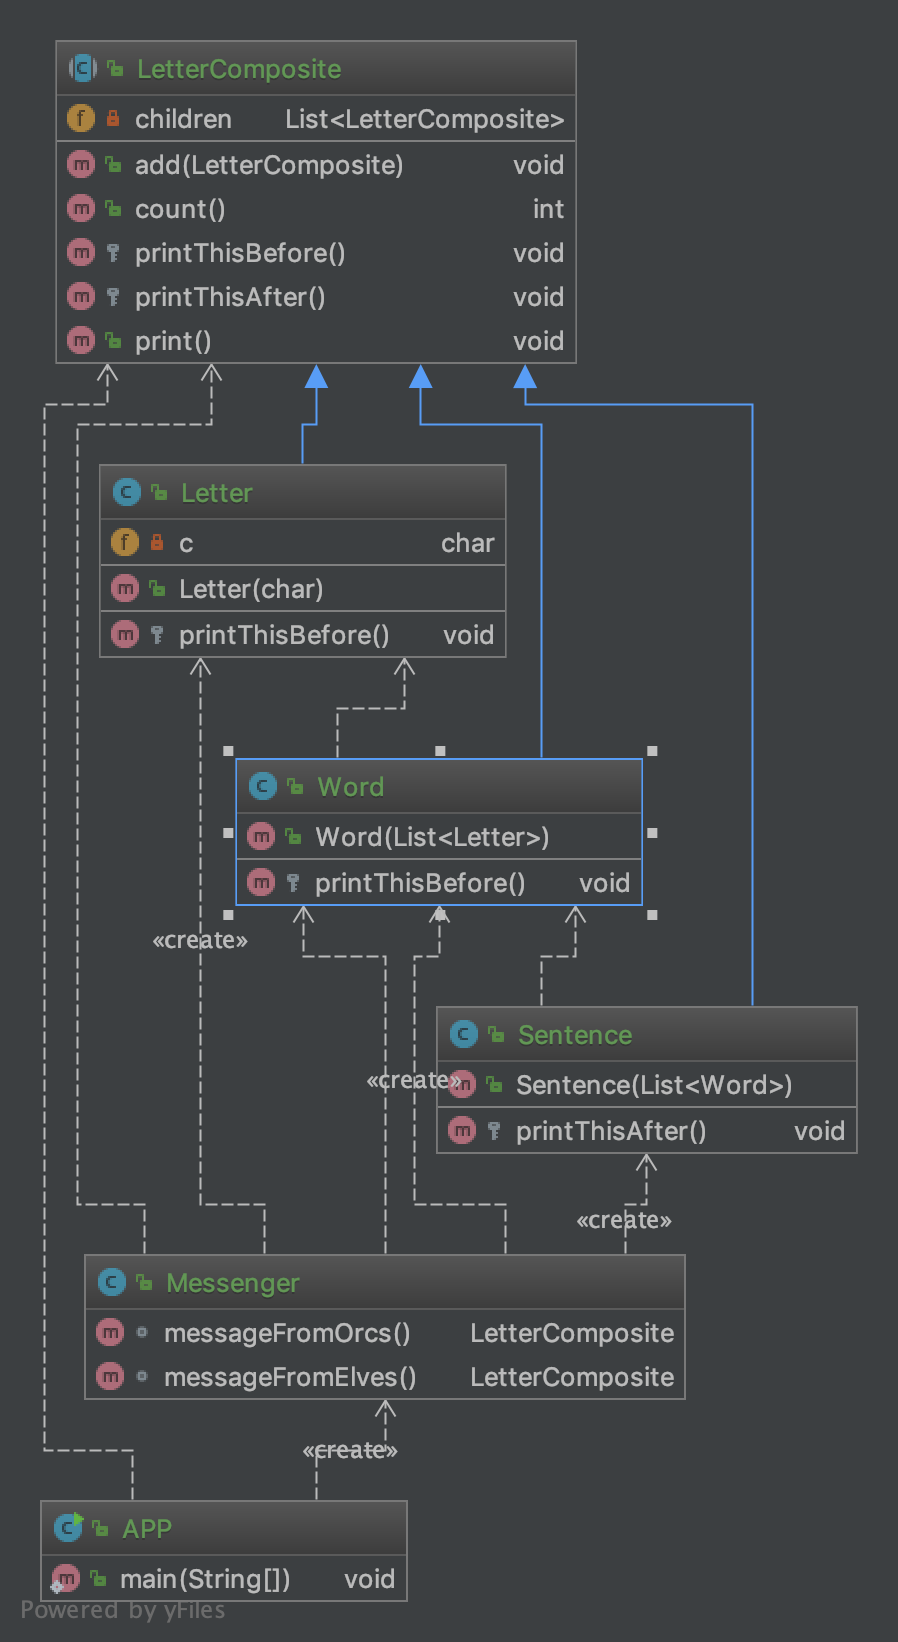 LetterComposite
children List<LetterComposite>
add(LetterComposite) void
count() int
printThisBefore() void
printThisAfter() void
print() void
Letter
c char
Letter(char)
printThisBefore() void
Word
Word(List<Letter>)
printThisBefore() void
«create»
Sentence
«create»
Sentence(List<Word>)
printThisAfter() void
«create»
Messenger
messageFromOrcs() LetterComposite
messageFromElves() LetterComposite
«create»
APP
main(String[]) void
Powered by yFiles